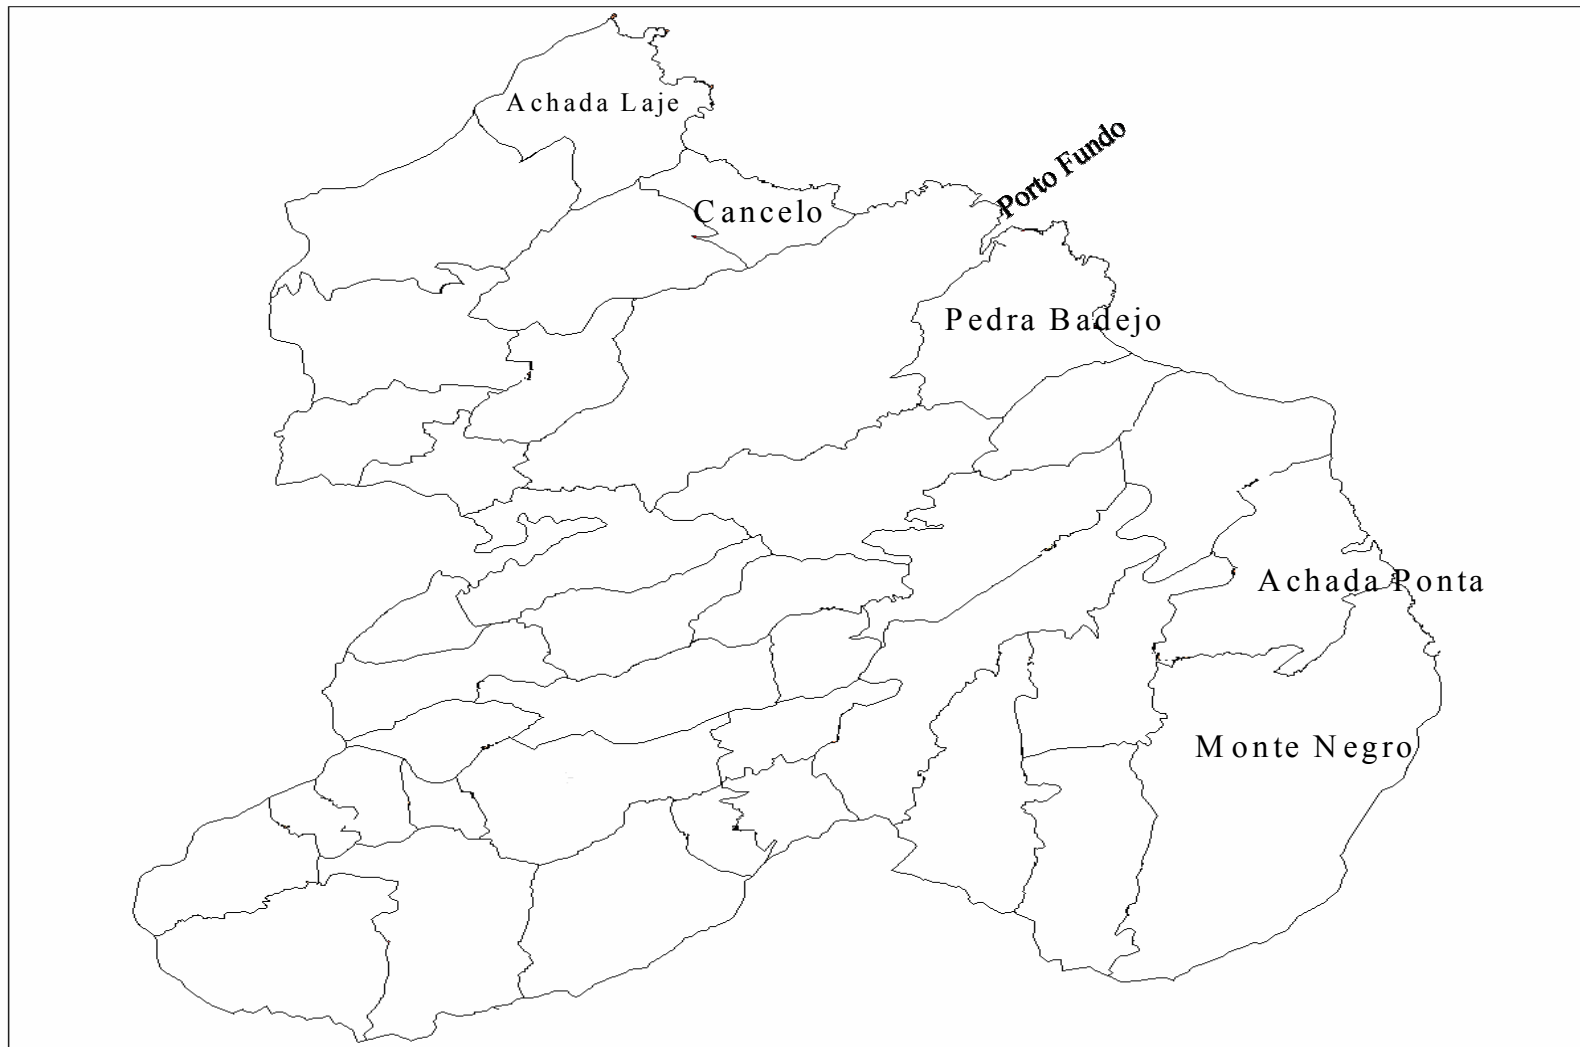 Achada Laje
Porto Fundo
Cancelo
Pedra Badejo
Achada Ponta
Monte Negro